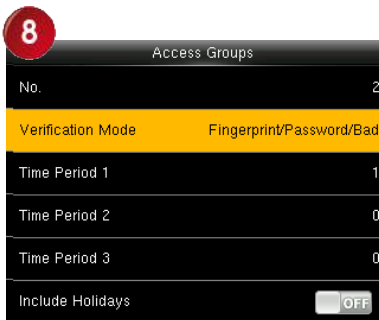 8
Access Groups
No. 2
Verification Mode Fingerprint/Password/Bad
Time Period 1 1
Time Period 2 0
Time Period 3 0
Include Holidays OFF